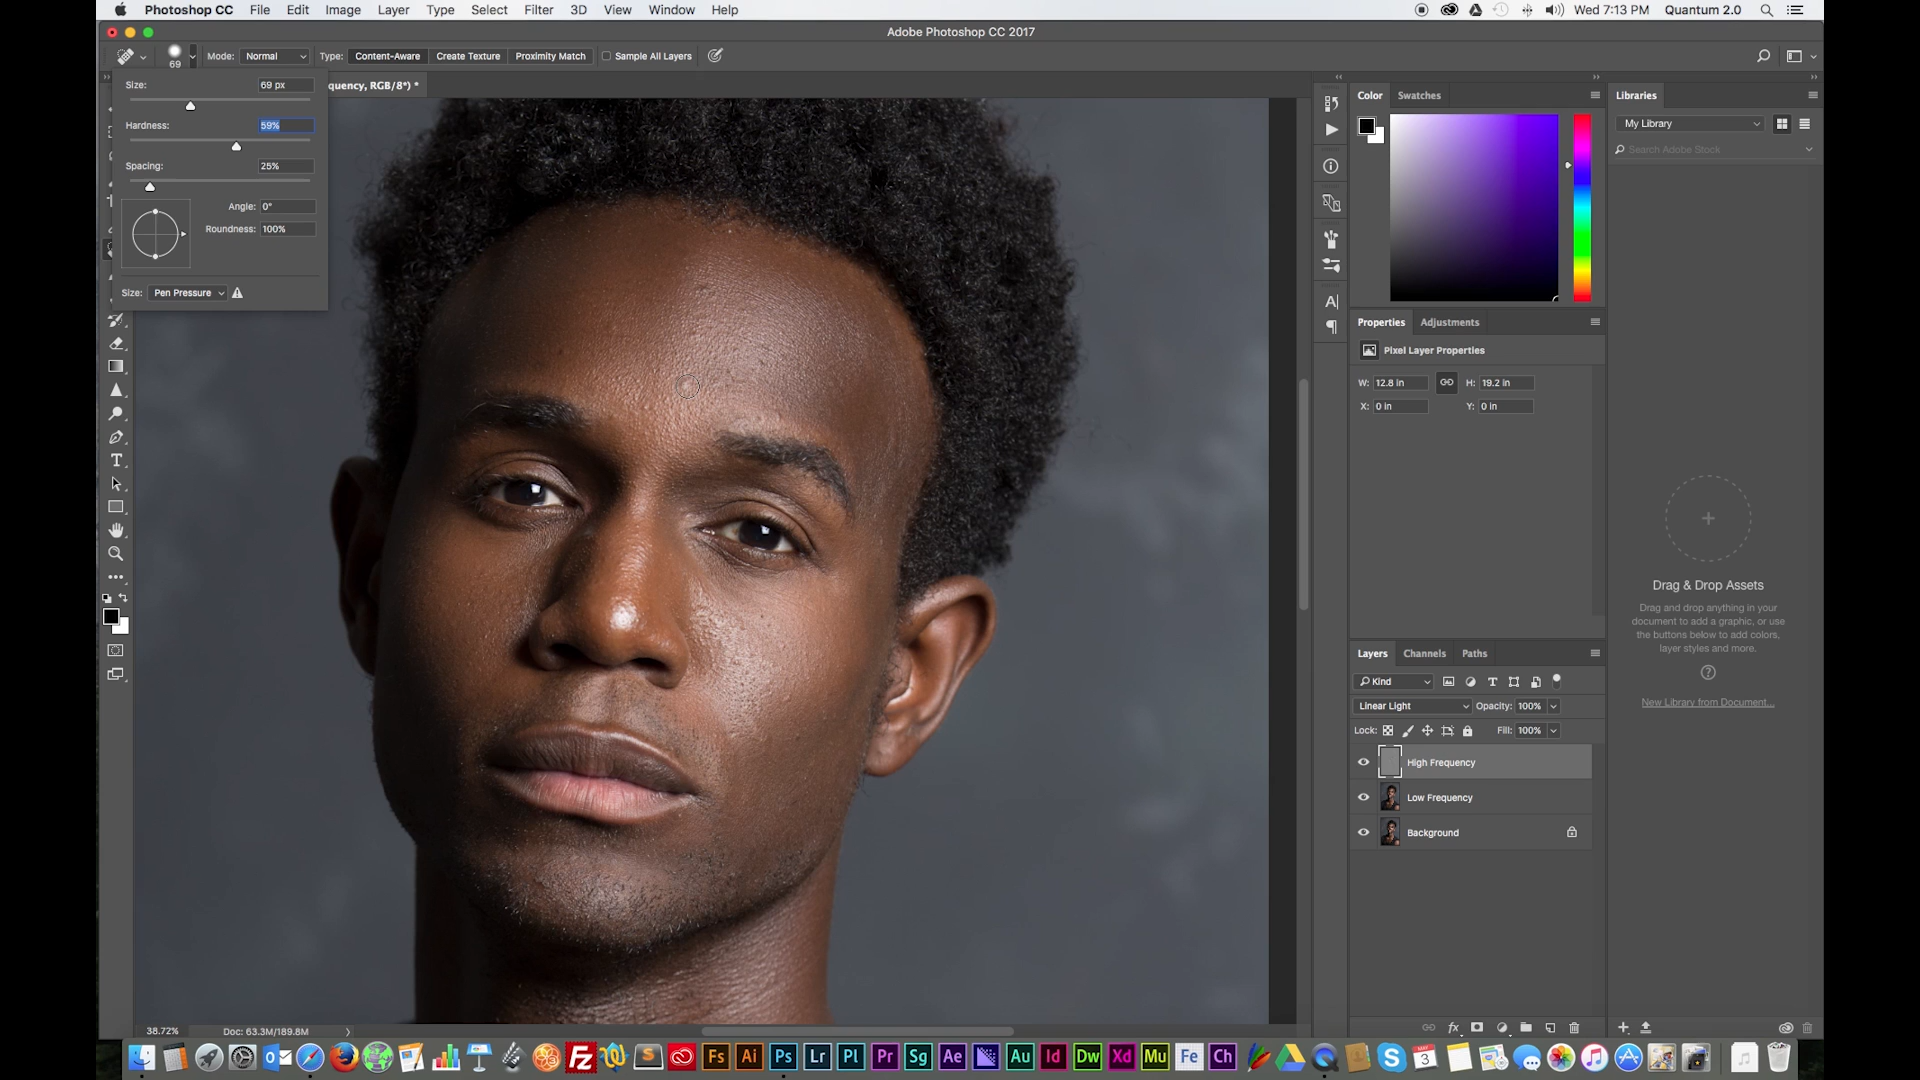 Photoshop CC File Edit Image Layer Type Select Filter 3D View Window Help Wed 7:13 PM Quantum 2.0
Adobe Photoshop CC 2017
69 Mode: Normal Type: Content-Aware Create Texture Proximity Match Sample All Layers
Size: 69 px
Hardness: 59%
Spacing: 25%
Angle: 0°
Roundness: 100%
Size: Pen Pressure
quency, RGB/8*) *
Color Swatches
Properties Adjustments
Pixel Layer Properties
W: 12.8 in H: 19.2 in
X: 0 in Y: 0 in
Layers Channels Paths
Kind
Linear Light Opacity: 100%
Lock: Fill: 100%
High Frequency
Low Frequency
Background
fx
Libraries
My Library
Search Adobe Stock
Drag & Drop Assets
Drag and drop anything in your
document to add a graphic, or use
the buttons below to add colors,
layer styles and more.
New Library from Document...
38.72% Doc: 63.3M/189.8M
Fz S Fs Ai Ps Lr Pl Pr Sg Ae Au Id Dw Xd Mu Fe Ch S 3